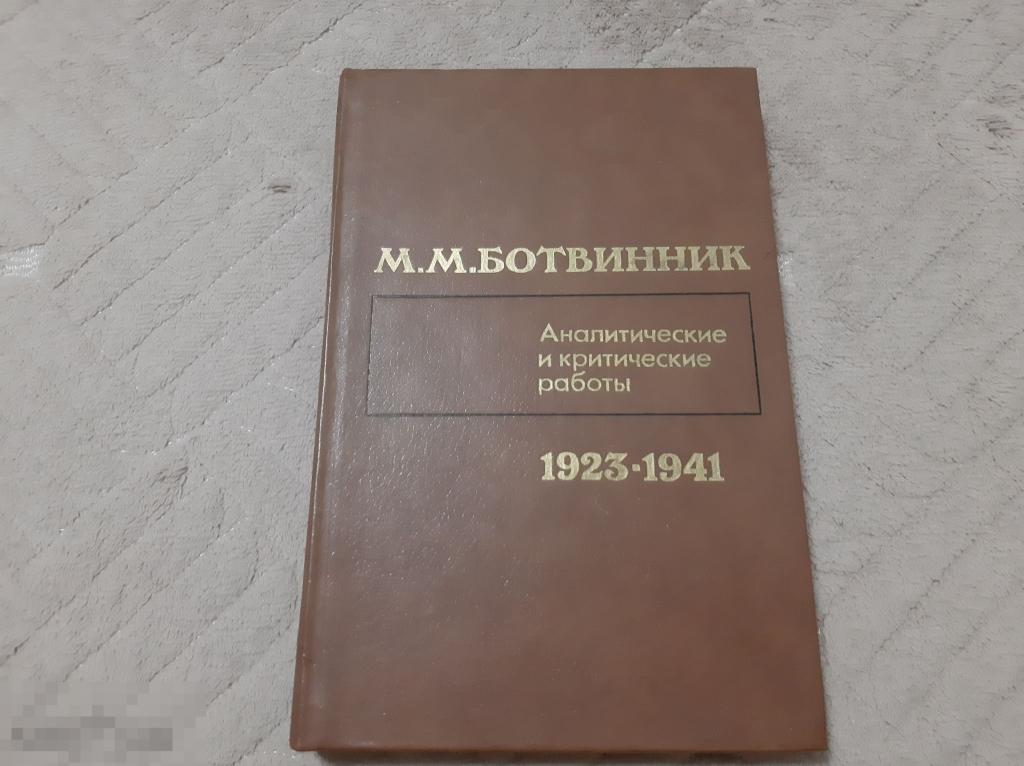 М.М.БОТВИННИК
Аналитические
и критические
работы
1923-1941